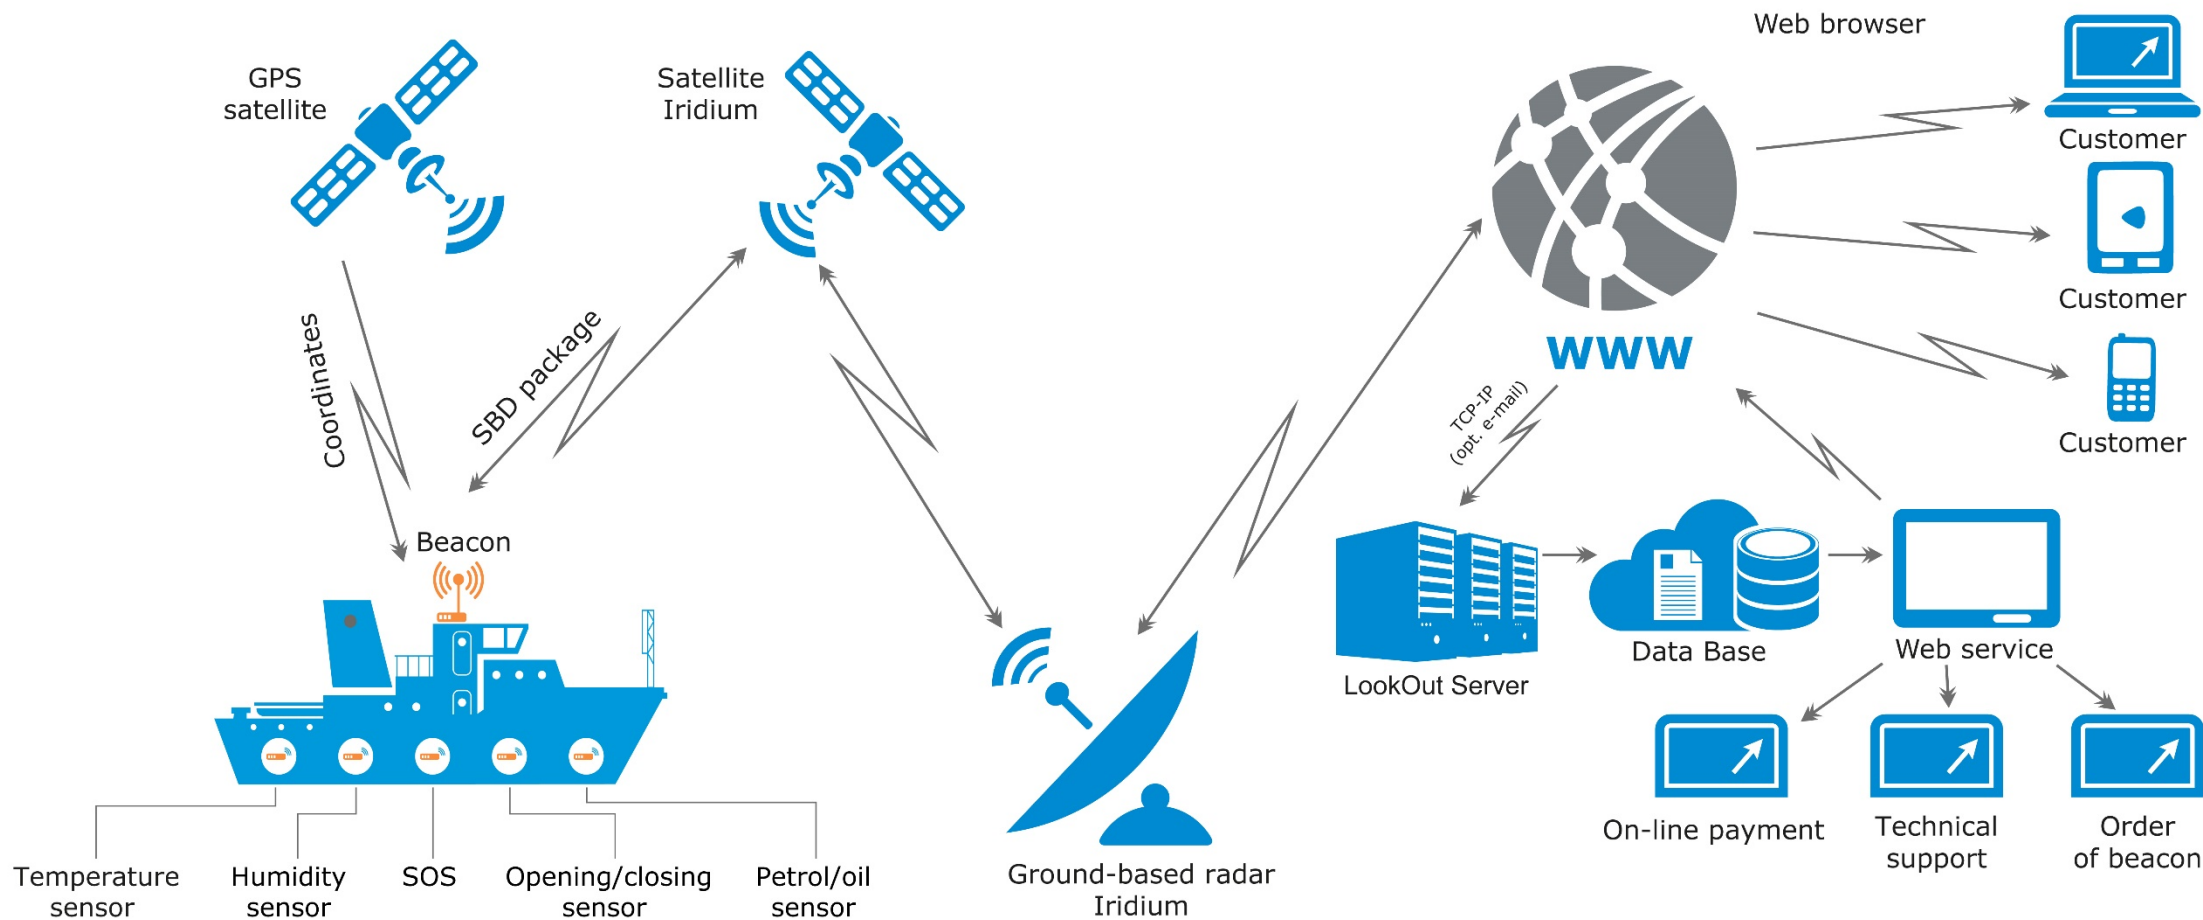 Web browser
GPS
satellite
Satellite
Iridium
Customer
Customer
Customer
WWW
Coordinates
SBD package
TCP-IP
(opt. e-mail)
Beacon
LookOut Server
Data Base
Web service
On-line payment
Technical
support
Order
of beacon
Temperature
sensor
Humidity
sensor
SOS
Opening/closing
sensor
Petrol/oil
sensor
Ground-based radar
Iridium